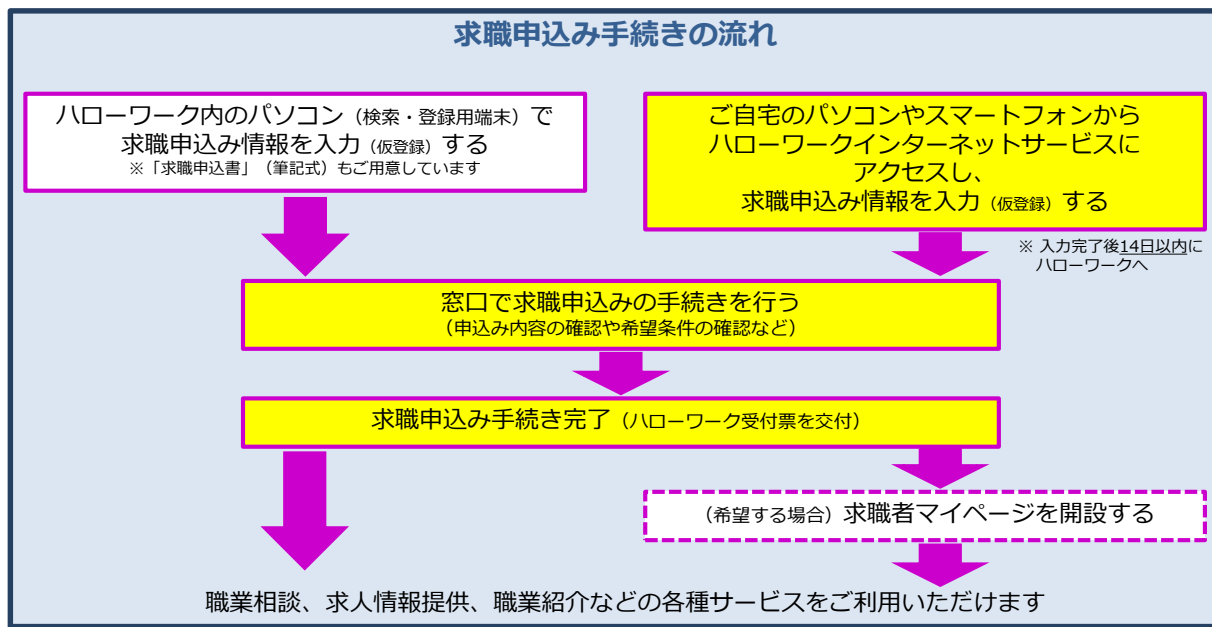 求職申込み手続きの流れ
ハローワーク内のパソコン（検索・登録用端末）で
求職申込み情報を入力（仮登録）する
※「求職申込書」（筆記式）もご用意しています
ご自宅のパソコンやスマートフォンから
ハローワークインターネットサービスに
アクセスし、
求職申込み情報を入力（仮登録）する
※ 入力完了後14日以内に
ハローワークへ
窓口で求職申込みの手続きを行う
（申込み内容の確認や希望条件の確認など）
求職申込み手続き完了（ハローワーク受付票を交付）
（希望する場合）求職者マイページを開設する
職業相談、求人情報提供、職業紹介などの各種サービスをご利用いただけます